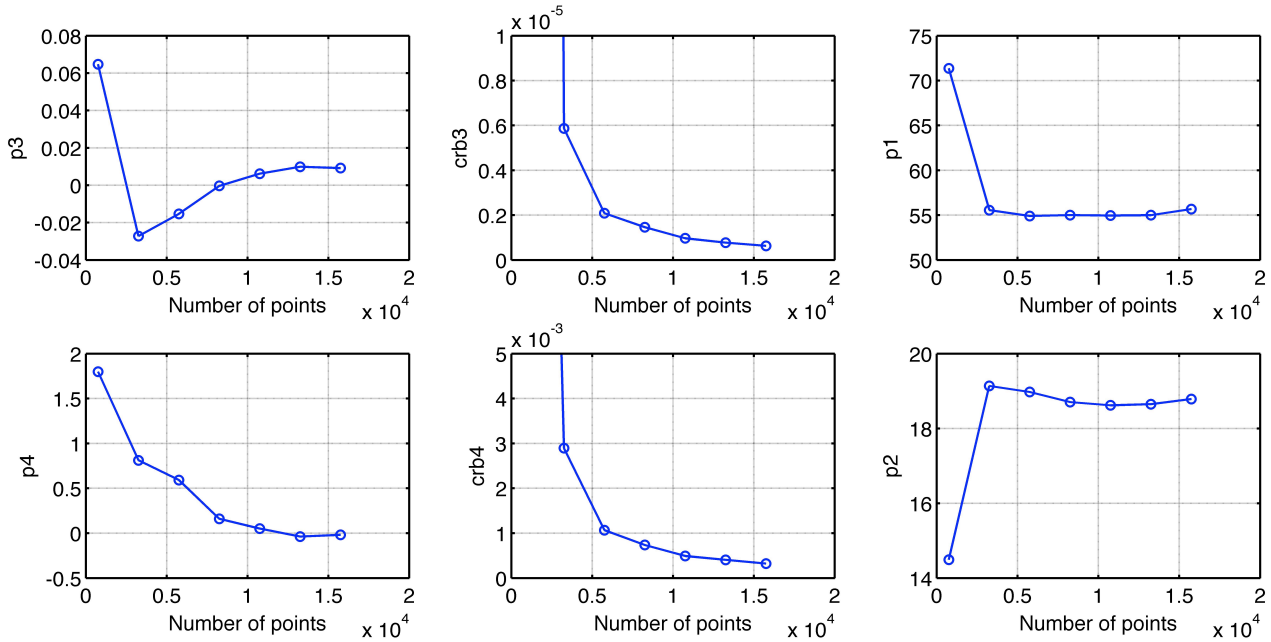 p3
0.08
0.06
0.04
0.02
0
-0.02
-0.04
0 0.5 1 1.5 2
Number of points
x 10^4
x 10^-5
crb3
1
0.8
0.6
0.4
0.2
0
0 0.5 1 1.5 2
Number of points
x 10^4
p1
75
70
65
60
55
50
0 0.5 1 1.5 2
Number of points
x 10^4
p4
2
1.5
1
0.5
0
-0.5
0 0.5 1 1.5 2
Number of points
x 10^4
x 10^-3
crb4
5
4
3
2
1
0
0 0.5 1 1.5 2
Number of points
x 10^4
p2
20
18
16
14
0 0.5 1 1.5 2
Number of points
x 10^4